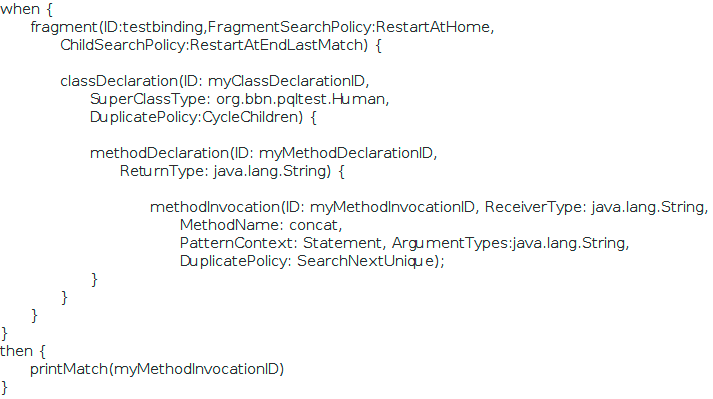 when {
fragment(ID:testbinding,FragmentSearchPolicy:RestartAtHome,
ChildSearchPolicy:RestartAtEndLastMatch) {
classDeclaration(ID: myClassDeclarationID,
SuperClassType: org.bbn.pqltest.Human,
DuplicatePolicy:CycleChildren) {
methodDeclaration(ID: myMethodDeclarationID,
ReturnType: java.lang.String) {
methodInvocation(ID: myMethodInvocationID, ReceiverType: java.lang.String,
MethodName: concat,
PatternContext: Statement, ArgumentTypes:java.lang.String,
DuplicatePolicy: SearchNextUnique);
}
}
}
}
then {
printMatch(myMethodInvocationID)
}